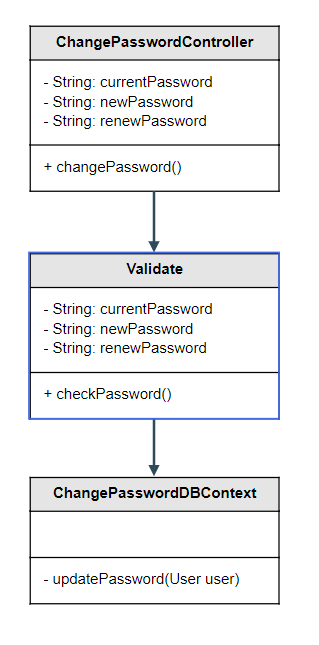 ChangePasswordController
- String: currentPassword
- String: newPassword
- String: renewPassword
+ changePassword()
Validate
- String: currentPassword
- String: newPassword
- String: renewPassword
+ checkPassword()
ChangePasswordDBContext
- updatePassword(User user)